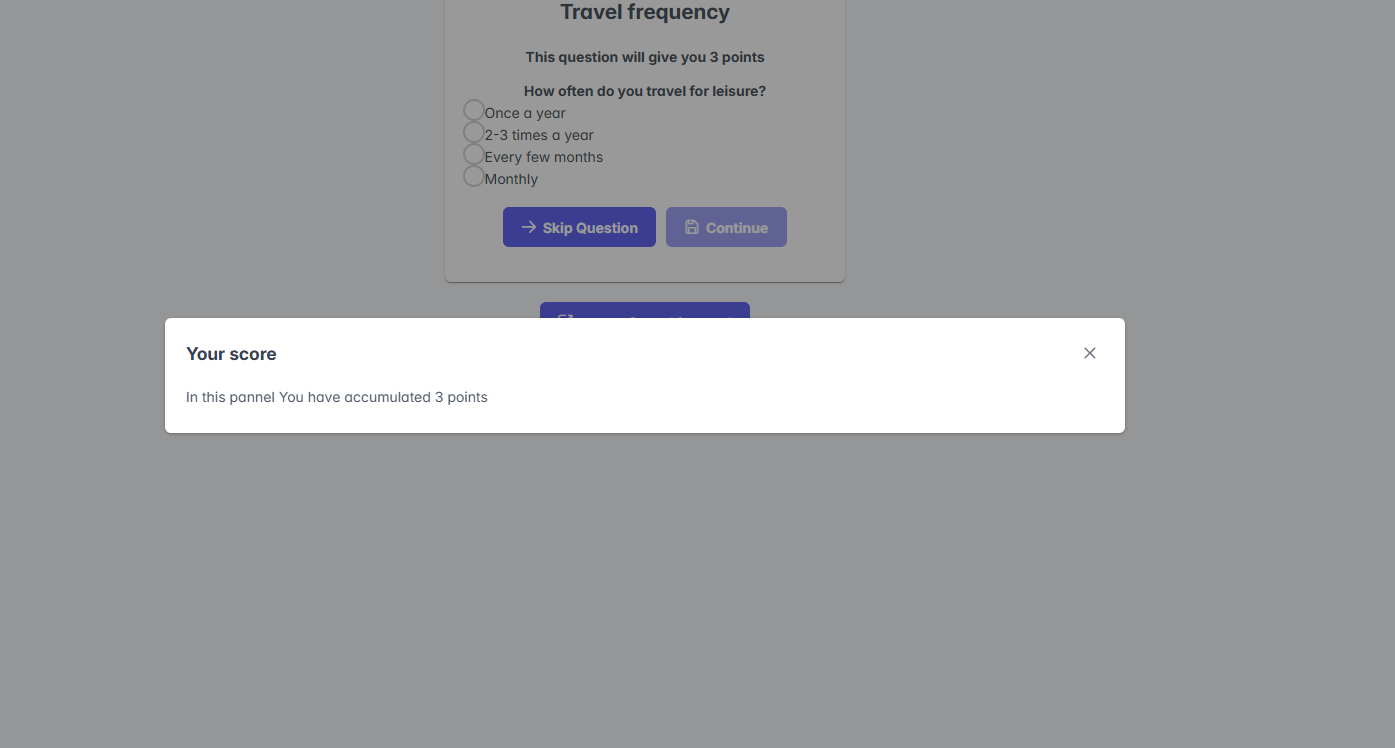 Travel frequency
This question will give you 3 points
How often do you travel for leisure?
Once a year
2-3 times a year
Every few months
Monthly
Skip Question
Continue
Your score
In this pannel You have accumulated 3 points